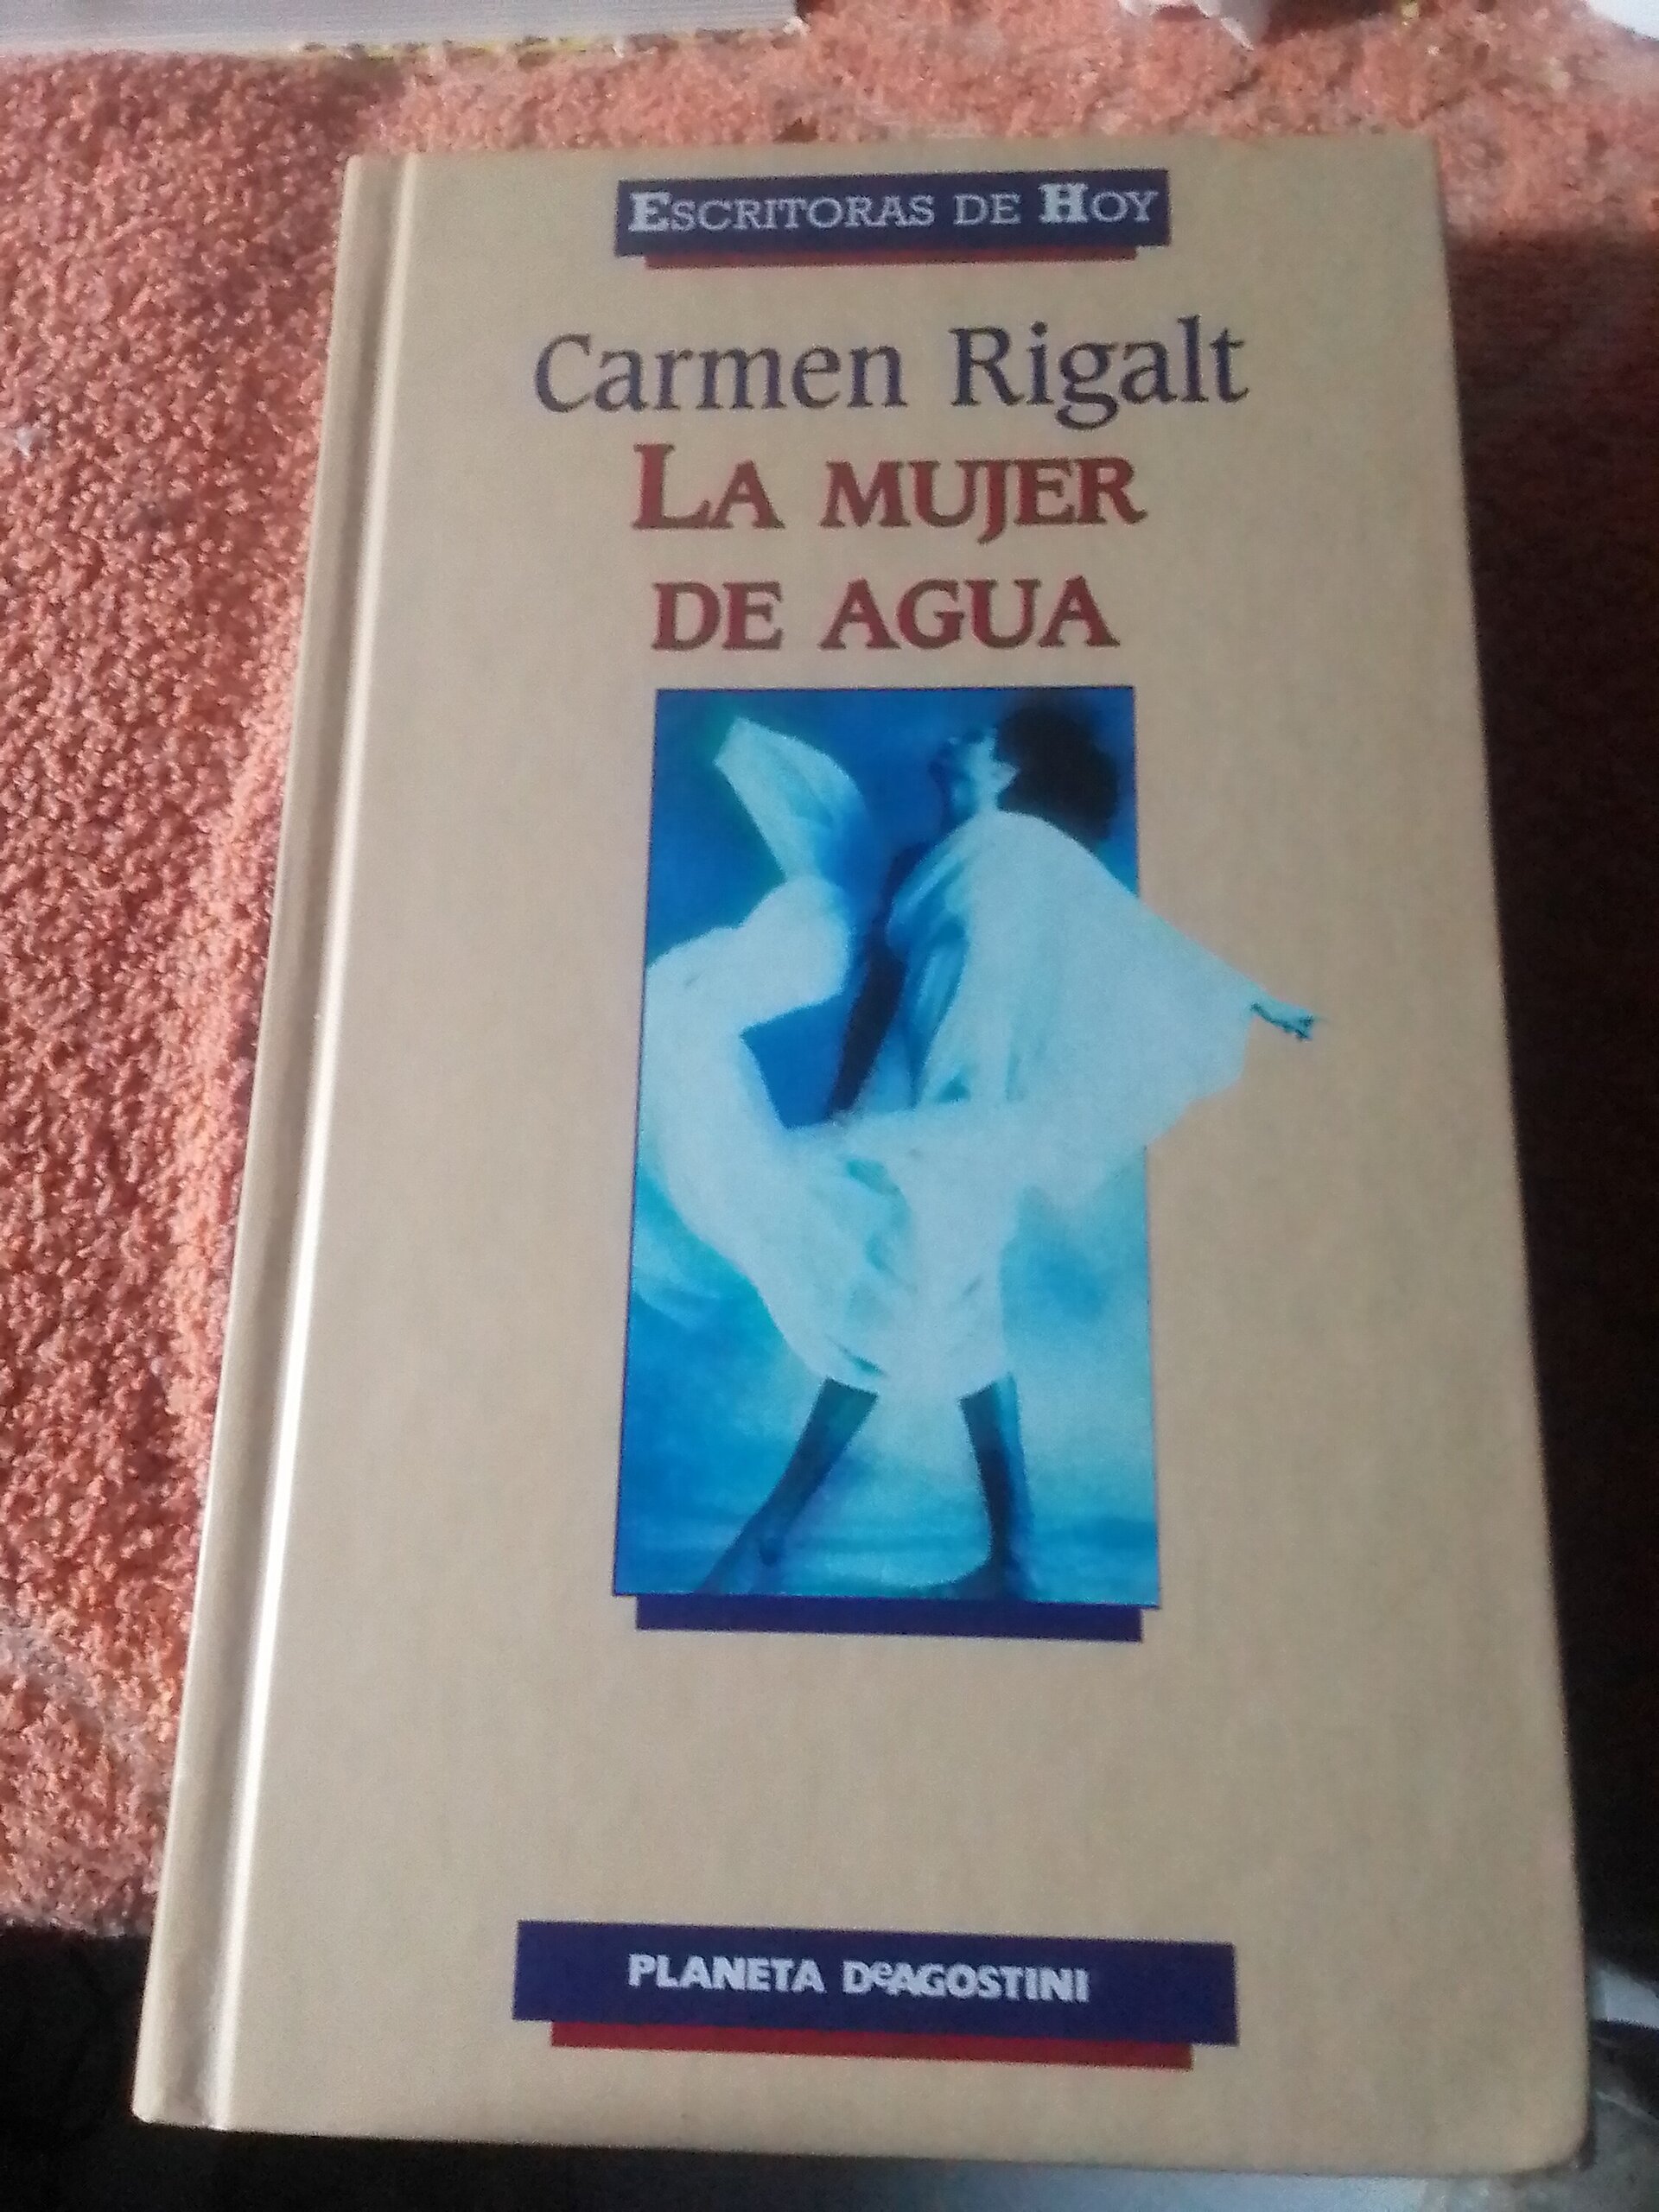 ESCRITORAS DE HOY
Carmen Rigalt
LA MUJER
DE AGUA
PLANETA DeAGOSTINI